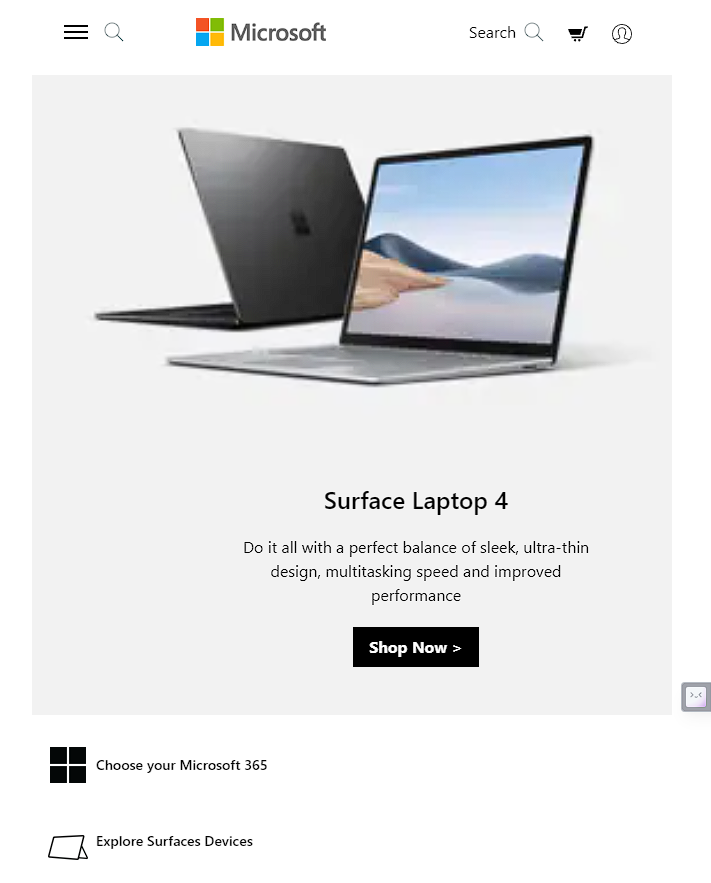 Microsoft
Search
Surface Laptop 4
Do it all with a perfect balance of sleek, ultra-thin
design, multitasking speed and improved
performance
Shop Now >
Choose your Microsoft 365
Explore Surfaces Devices